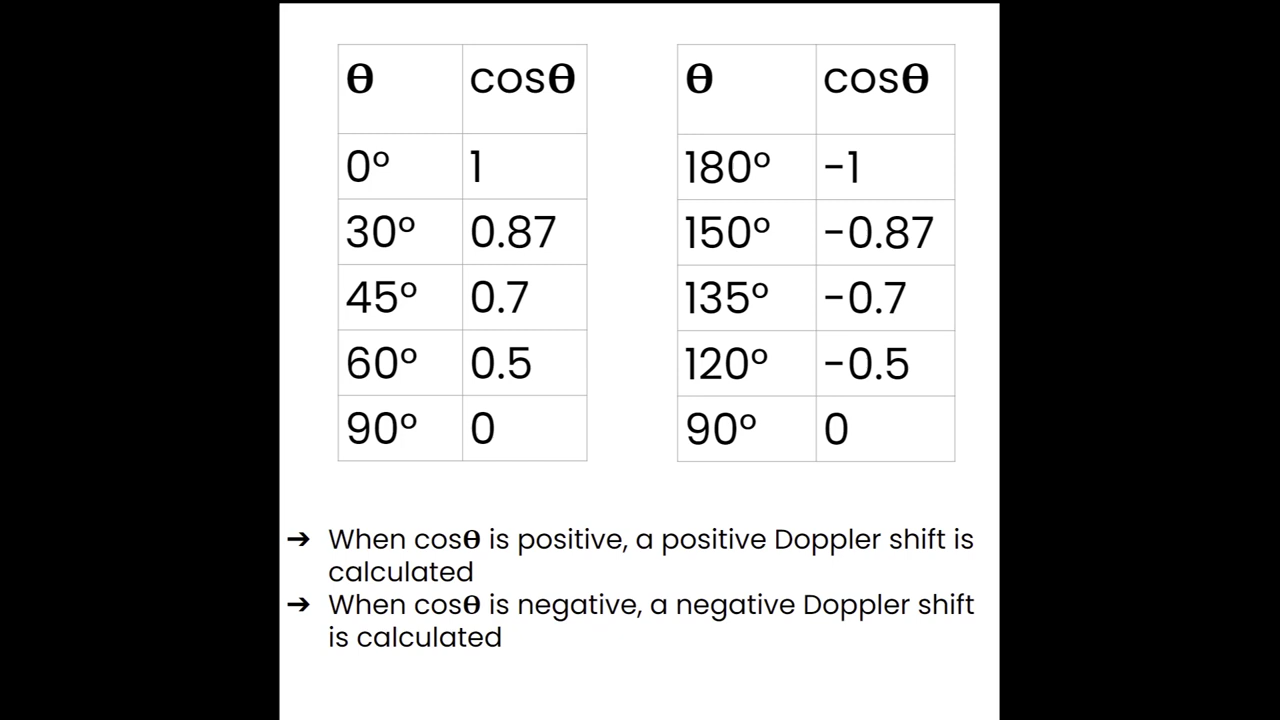 θ cosθ θ cosθ
0° 1 180° -1
30° 0.87 150° -0.87
45° 0.7 135° -0.7
60° 0.5 120° -0.5
90° 0 90° 0
➔ When cosθ is positive, a positive Doppler shift is
calculated
➔ When cosθ is negative, a negative Doppler shift
is calculated